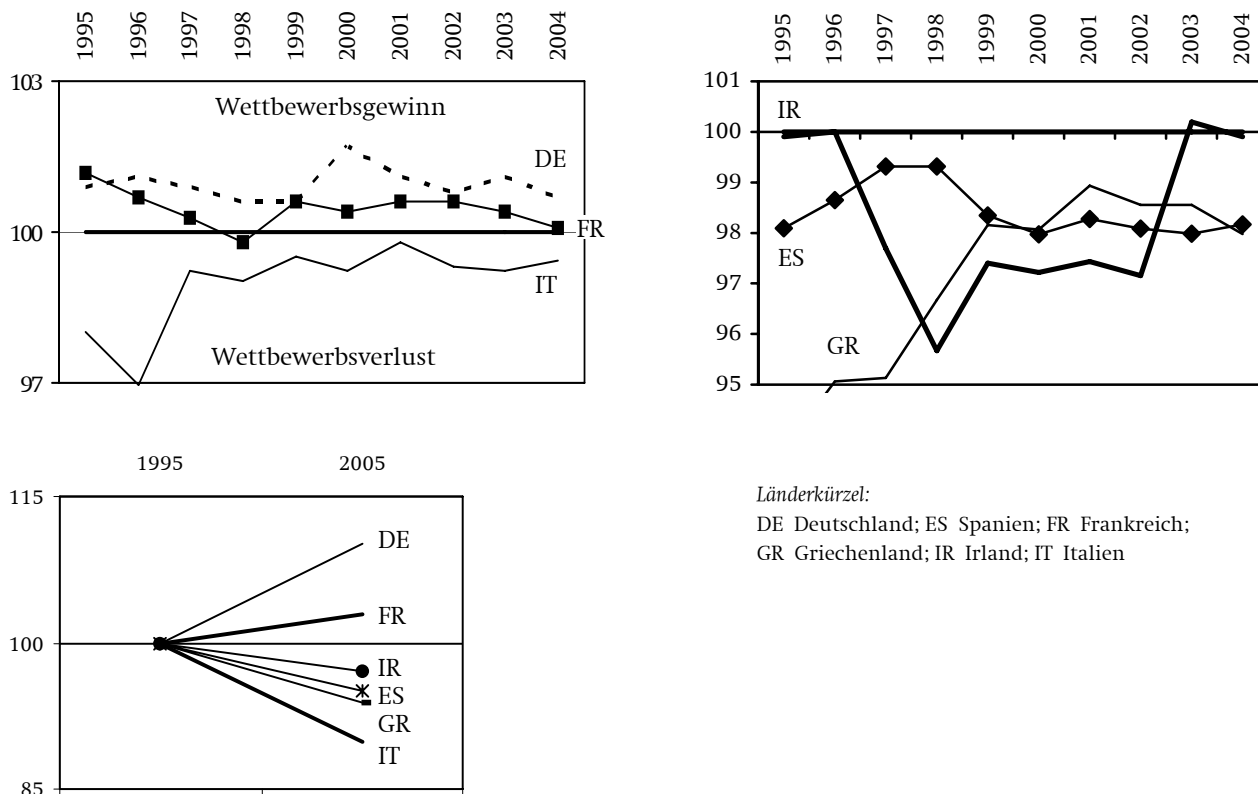 1995 1996 1997 1998 1999 2000 2001 2002 2003 2004
103
Wettbewerbsgewinn
DE
100
FR
IT
Wettbewerbsverlust
97
1995 1996 1997 1998 1999 2000 2001 2002 2003 2004
101
IR
100
99
98
ES
97
96
GR
95
1995 2005
115
DE
FR
100
IR
ES
GR
IT
85
Länderkürzel:
DE Deutschland; ES Spanien; FR Frankreich;
GR Griechenland; IR Irland; IT Italien